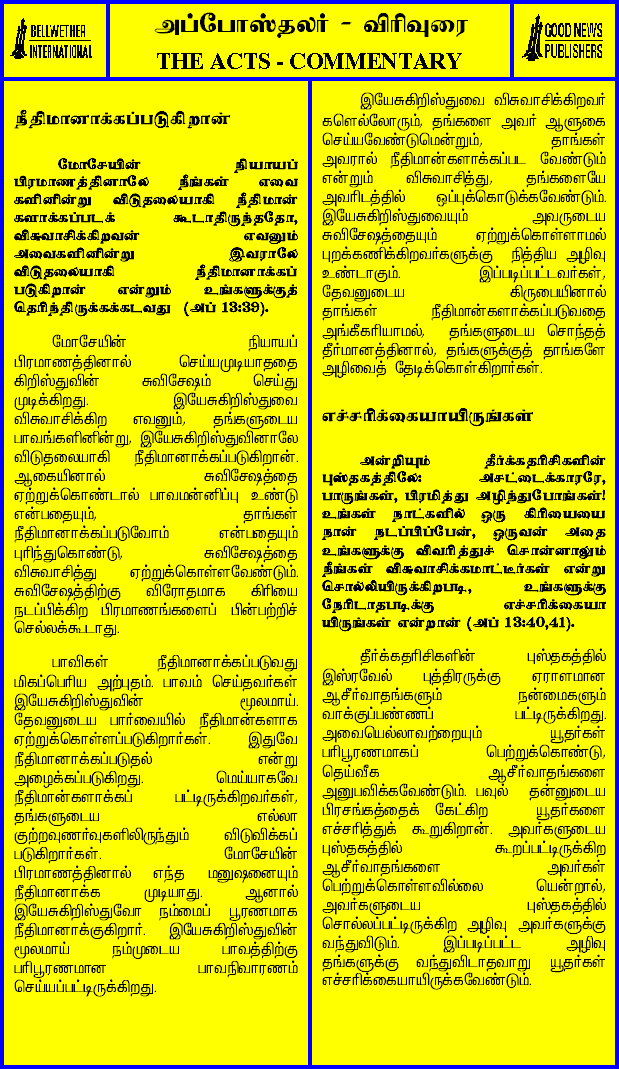 BELLWETHER
INTERNATIONAL
அப்போஸ்தலர் - விரிவுரை
THE ACTS - COMMENTARY
GOOD NEWS
PUBLISHERS
நீதிமானாக்கப்படுகிறான்
மோசேயின் நியாயப்
பிரமாணத்தினாலே நீங்கள் எவை
களினின்று விடுதலையாகி நீதிமான்
களாக்கப்படக் கூடாதிருந்ததோ,
விசுவாசிக்கிறவன் எவனும்
அவைகளினின்று இவராலே
விடுதலையாகி நீதிமானாக்கப்
படுகிறான் என்றும் உங்களுக்குத்
தெரிந்திருக்கக்கடவது (அப் 13:39).
மோசேயின் நியாயப்
பிரமாணத்தினால் செய்யமுடியாததை
கிறிஸ்துவின் சுவிசேஷம் செய்து
முடிக்கிறது. இயேசுகிறிஸ்துவை
விசுவாசிக்கிற எவனும், தங்களுடைய
பாவங்களினின்று, இயேசுகிறிஸ்துவினாலே
விடுதலையாகி நீதிமானாக்கப்படுகிறான்.
ஆகையினால் சுவிசேஷத்தை
ஏற்றுக்கொண்டால் பாவமன்னிப்பு உண்டு
என்பதையும், தாங்கள்
நீதிமானாக்கப்படுவோம் என்பதையும்
புரிந்துகொண்டு, சுவிசேஷத்தை
விசுவாசித்து ஏற்றுக்கொள்ளவேண்டும்.
சுவிசேஷத்திற்கு விரோதமாக கிரியை
நடப்பிக்கிற பிரமாணங்களைப் பின்பற்றிச்
செல்லக்கூடாது.
பாவிகள் நீதிமானாக்கப்படுவது
மிகப்பெரிய அற்புதம். பாவம் செய்தவர்கள்
இயேசுகிறிஸ்துவின் மூலமாய்.
தேவனுடைய பார்வையில் நீதிமான்களாக
ஏற்றுக்கொள்ளப்படுகிறார்கள். இதுவே
நீதிமானாக்கப்படுதல் என்று
அழைக்கப்படுகிறது. மெய்யாகவே
நீதிமான்களாக்கப் பட்டிருக்கிறவர்கள்,
தங்களுடைய எல்லா
குற்றவுணர்வுகளிலிருந்தும் விடுவிக்கப்
படுகிறார்கள். மோசேயின்
பிரமாணத்தினால் எந்த மனுஷனையும்
நீதிமானாக்க முடியாது. ஆனால்
இயேசுகிறிஸ்துவோ நம்மைப் பூரணமாக
நீதிமானாக்குகிறார். இயேசுகிறிஸ்துவின்
மூலமாய் நம்முடைய பாவத்திற்கு
பரிபூரணமான பாவநிவாரணம்
செய்யப்பட்டிருக்கிறது.
இயேசுகிறிஸ்துவை விசுவாசிக்கிறவர்
களெல்லோரும், தங்களை அவர் ஆளுகை
செய்யவேண்டுமென்றும், தாங்கள்
அவரால் நீதிமான்களாக்கப்பட வேண்டும்
என்றும் விசுவாசித்து, தங்களையே
அவரிடத்தில் ஒப்புக்கொடுக்கவேண்டும்.
இயேசுகிறிஸ்துவையும் அவருடைய
சுவிசேஷத்தையும் ஏற்றுக்கொள்ளாமல்
புறக்கணிக்கிறவர்களுக்கு நித்திய அழிவு
உண்டாகும். இப்படிப்பட்டவர்கள்,
தேவனுடைய கிருபையினால்
தாங்கள் நீதிமான்களாக்கப்படுவதை
அங்கீகரியாமல், தங்களுடைய சொந்தத்
தீர்மானத்தினால், தங்களுக்குத் தாங்களே
அழிவைத் தேடிக்கொள்கிறார்கள்.
எச்சரிக்கையாயிருங்கள்
அன்றியும் தீர்க்கதரிசிகளின்
புஸ்தகத்திலே: அசட்டைக்காரரே,
பாருங்கள், பிரமித்து அழிந்துபோங்கள்!
உங்கள் நாட்களில் ஒரு கிரியையை
நான் நடப்பிப்பேன், ஒருவன் அதை
உங்களுக்கு விவரித்துச் சொன்னாலும்
நீங்கள் விசுவாசிக்கமாட்டீர்கள் என்று
சொல்லியிருக்கிறபடி, உங்களுக்கு
நேரிடாதபடிக்கு எச்சரிக்கையா
யிருங்கள் என்றான் (அப் 13:40,41).
தீர்க்கதரிசிகளின் புஸ்தகத்தில்
இஸ்ரவேல் புத்திரருக்கு ஏராளமான
ஆசீர்வாதங்களும் நன்மைகளும்
வாக்குப்பண்ணப் பட்டிருக்கிறது.
அவையெல்லாவற்றையும் யூதர்கள்
பரிபூரணமாகப் பெற்றுக்கொண்டு,
தெய்வீக ஆசீர்வாதங்களை
அனுபவிக்கவேண்டும். பவுல் தன்னுடைய
பிரசங்கத்தைக் கேட்கிற யூதர்களை
எச்சரித்துக் கூறுகிறான். அவர்களுடைய
புஸ்தகத்தில் கூறப்பட்டிருக்கிற
ஆசீர்வாதங்களை அவர்கள்
பெற்றுக்கொள்ளவில்லை யென்றால்,
அவர்களுடைய புஸ்தகத்தில்
சொல்லப்பட்டிருக்கிற அழிவு அவர்களுக்கு
வந்துவிடும். இப்படிப்பட்ட அழிவு
தங்களுக்கு வந்துவிடாதவாறு யூதர்கள்
எச்சரிக்கையாயிருக்கவேண்டும்.